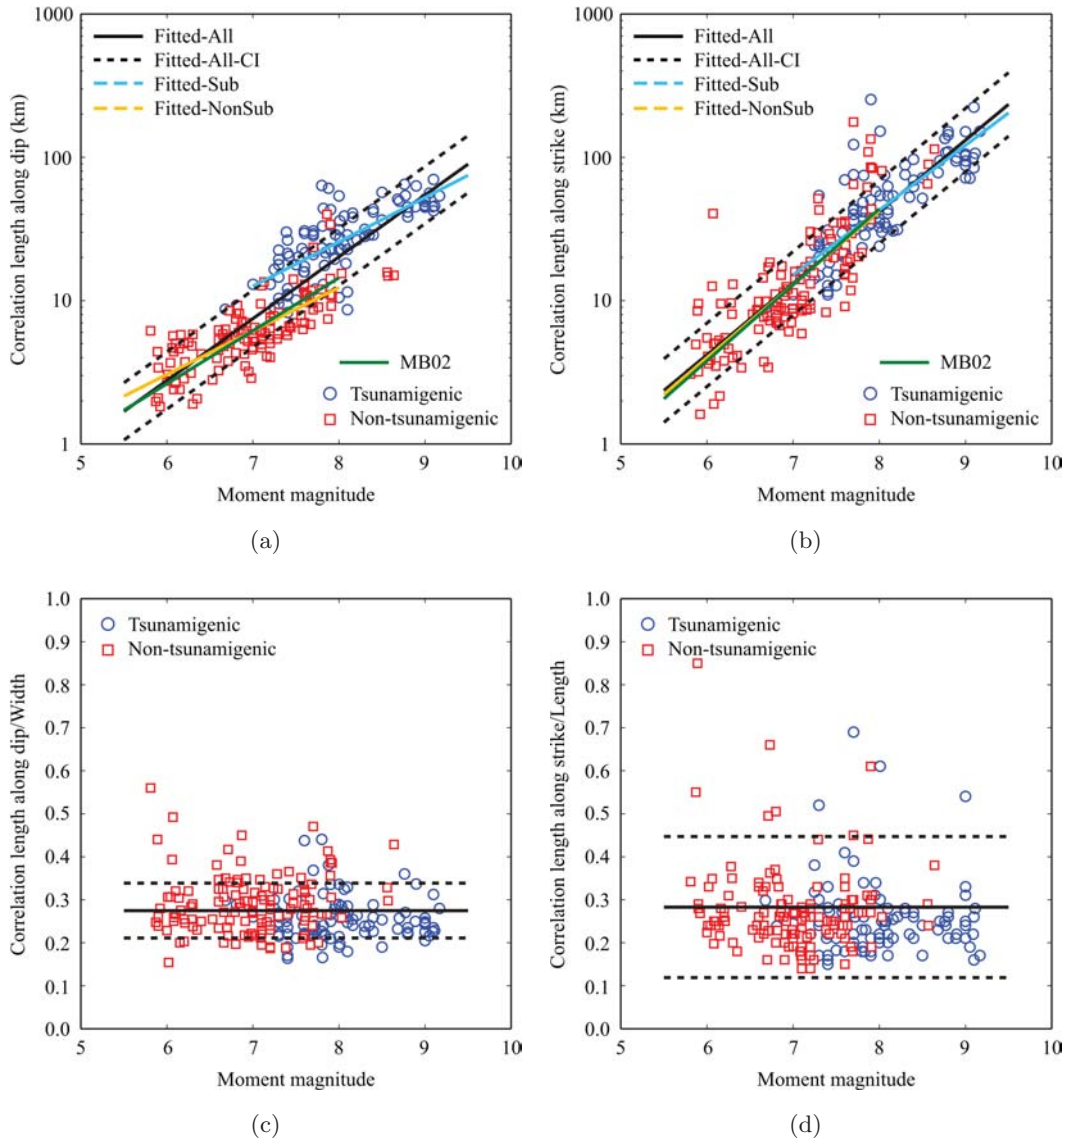 1000
100
10
1
Correlation length along dip (km)
Fitted-All
Fitted-All-CI
Fitted-Sub
Fitted-NonSub
MB02
Tsunamigenic
Non-tsunamigenic
5 6 7 8 9 10
Moment magnitude
(a)
1000
100
10
1
Correlation length along strike (km)
Fitted-All
Fitted-All-CI
Fitted-Sub
Fitted-NonSub
MB02
Tsunamigenic
Non-tsunamigenic
5 6 7 8 9 10
Moment magnitude
(b)
1.0
0.9
0.8
0.7
0.6
0.5
0.4
0.3
0.2
0.1
0.0
Correlation length along dip/Width
Tsunamigenic
Non-tsunamigenic
5 6 7 8 9 10
Moment magnitude
(c)
1.0
0.9
0.8
0.7
0.6
0.5
0.4
0.3
0.2
0.1
0.0
Correlation length along strike/Length
Tsunamigenic
Non-tsunamigenic
5 6 7 8 9 10
Moment magnitude
(d)